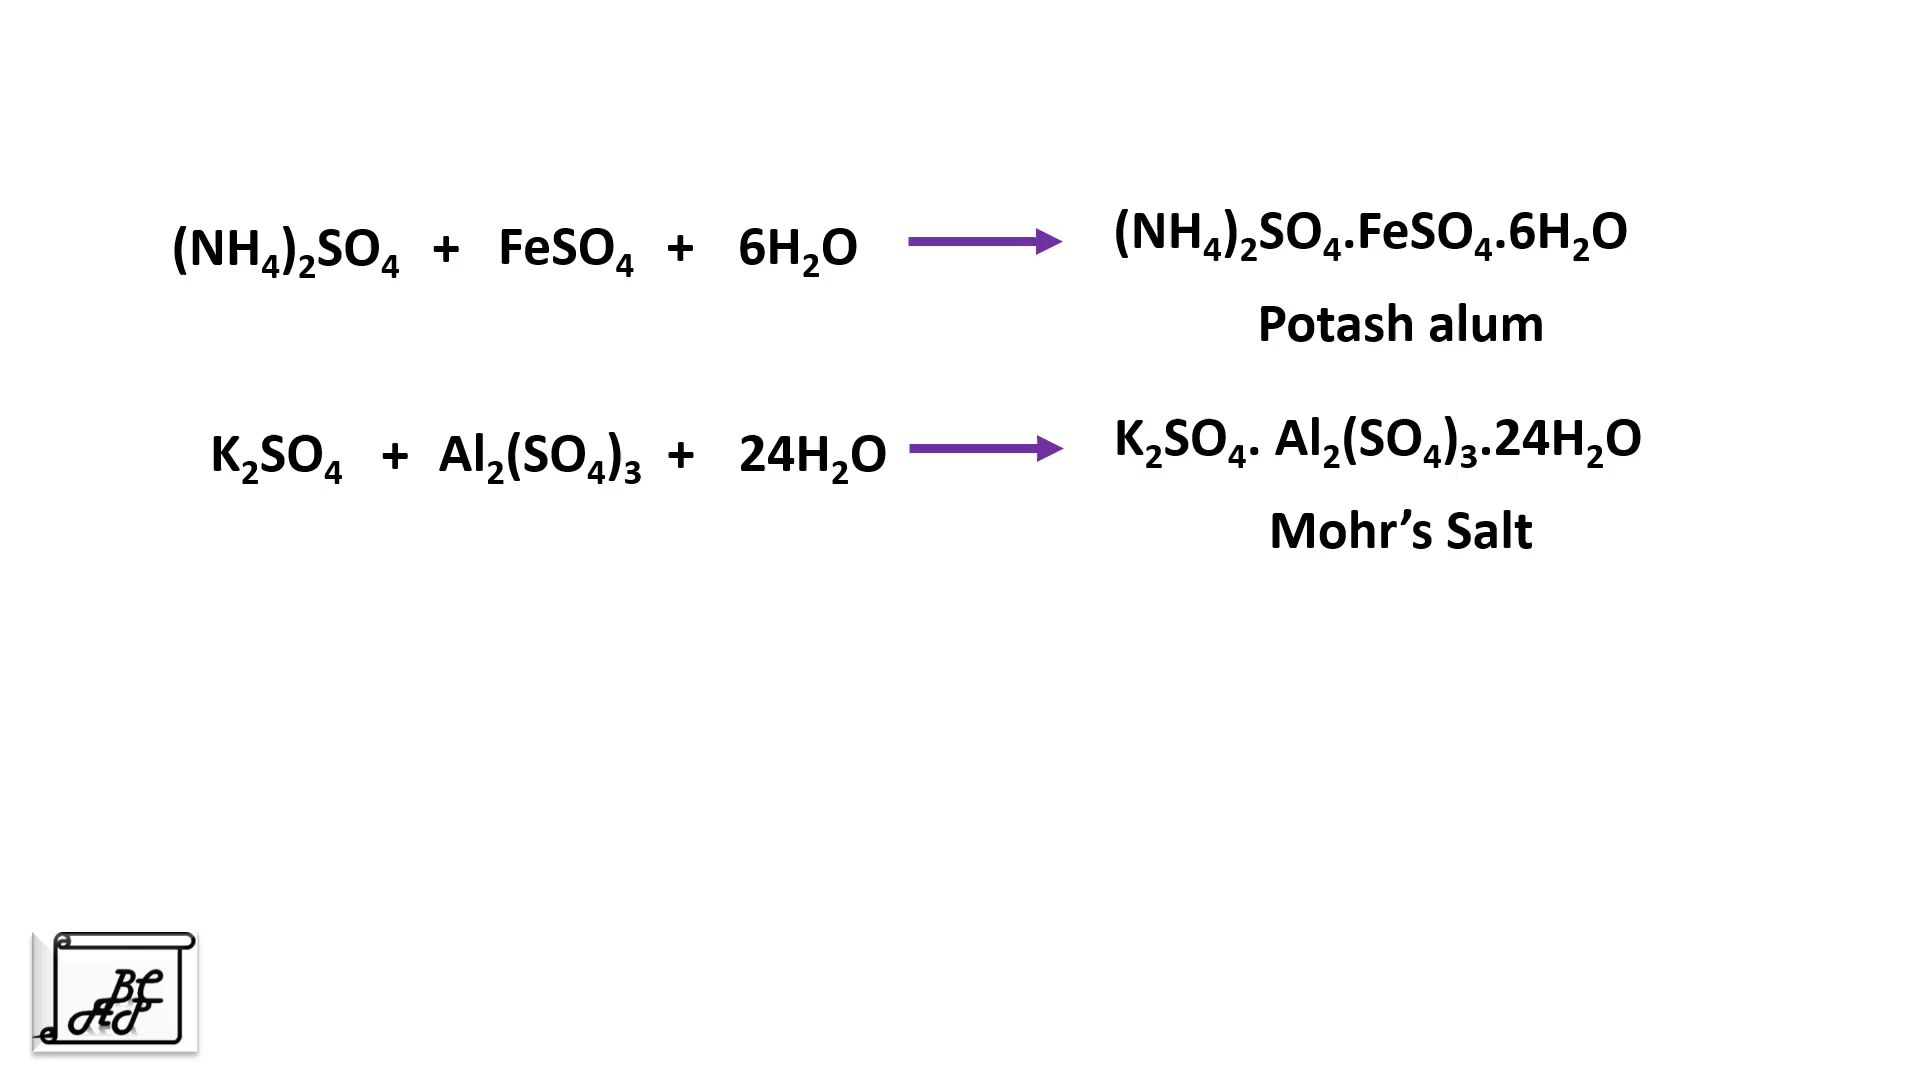 (NH₄)₂SO₄ + FeSO₄ + 6H₂O ⟶ (NH₄)₂SO₄.FeSO₄.6H₂O
Potash alum
K₂SO₄ + Al₂(SO₄)₃ + 24H₂O ⟶ K₂SO₄. Al₂(SO₄)₃.24H₂O
Mohr’s Salt